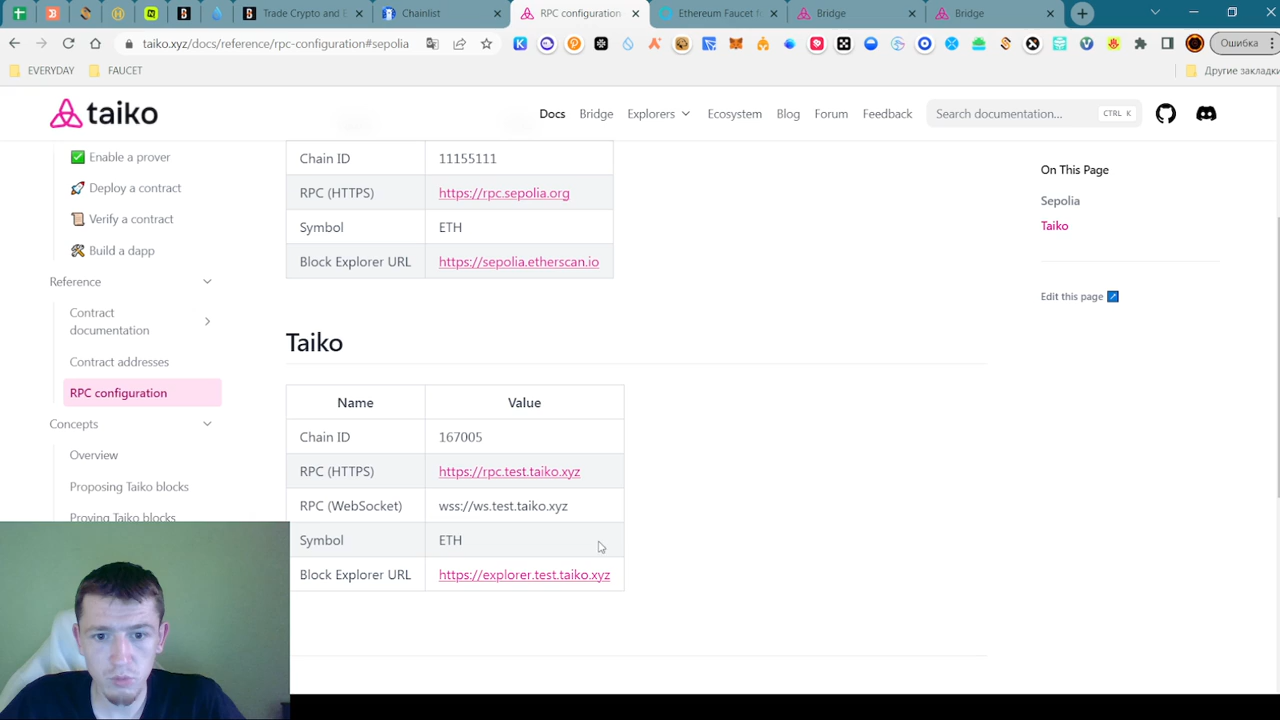 Trade Crypto and E
Chainlist
RPC configuration
Ethereum Faucet f
Bridge
Bridge
taiko.xyz/docs/reference/rpc-configuration#sepolia.
Ошибка
EVERYDAY
FAUCET
Другие закладки
taiko
Docs
Bridge
Explorers
Ecosystem
Blog
Forum
Feedback
Search documentation...
CTRL K
Enable a prover
Deploy a contract
Verify a contract
Build a dapp
Reference
Contract
documentation
Contract addresses
RPC configuration
Concepts
Overview
Proposing Taiko blocks
Proving Taiko blocks
Chain ID 11155111
RPC (HTTPS) https://rpc.sepolia.org
Symbol ETH
Block Explorer URL https://sepolia.etherscan.io
Taiko
Name Value
Chain ID 167005
RPC (HTTPS) https://rpc.test.taiko.xyz
RPC (WebSocket) wss://ws.test.taiko.xyz
Symbol ETH
Block Explorer URL https://explorer.test.taiko.xyz
On This Page
Sepolia
Taiko
Edit this page